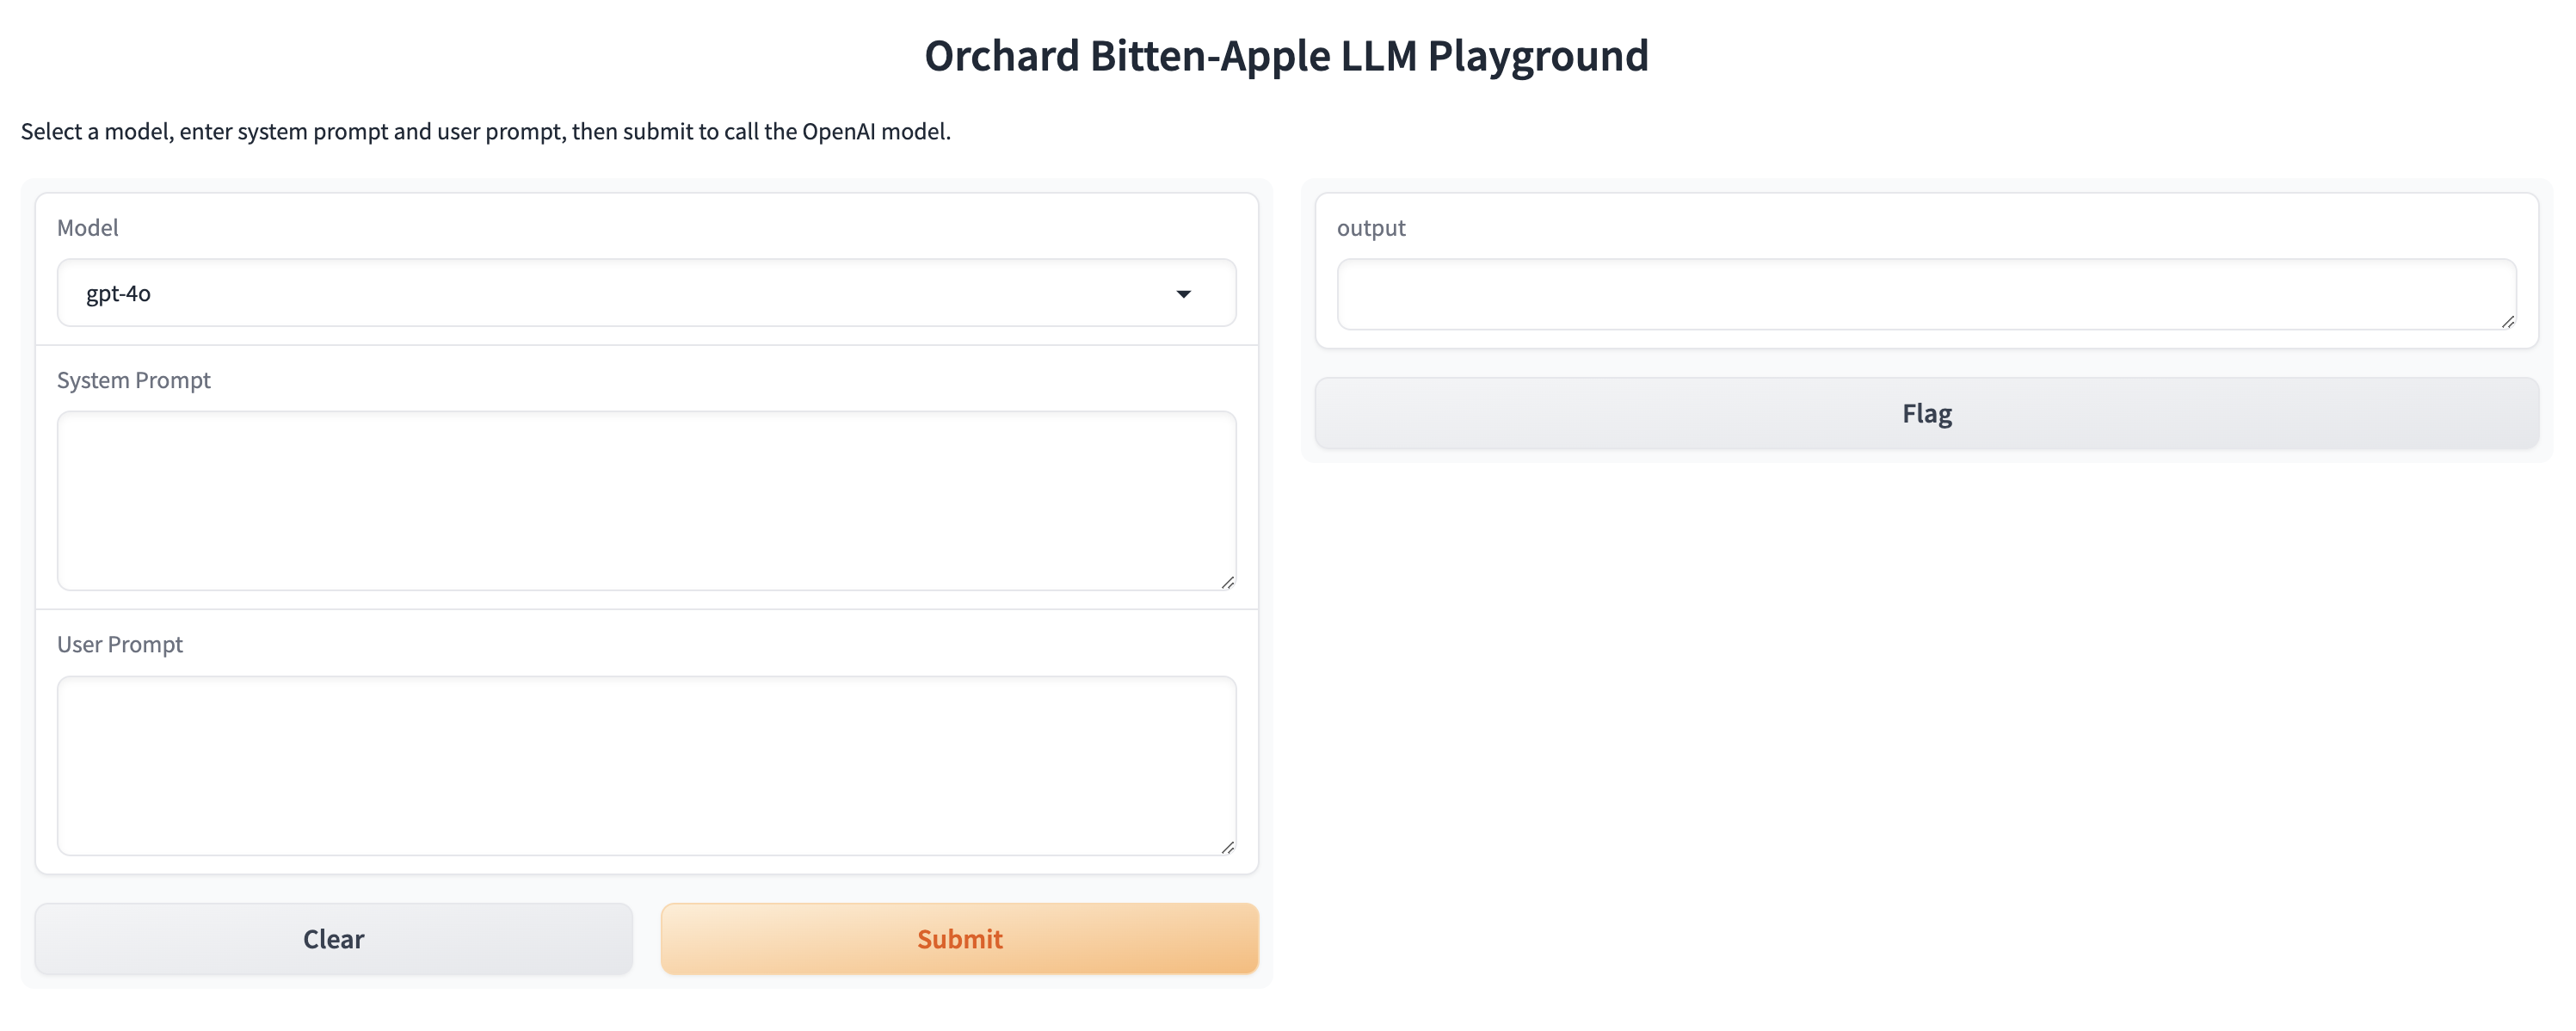 Orchard Bitten-Apple LLM Playground
Select a model, enter system prompt and user prompt, then submit to call the OpenAI model.
Model
gpt-4o
System Prompt
User Prompt
Clear
Submit
output
Flag